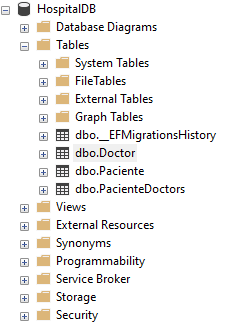 HospitalDB
Database Diagrams
Tables
System Tables
FileTables
External Tables
Graph Tables
dbo.__EFMigrationsHistory
dbo.Doctor
dbo.Paciente
dbo.PacienteDoctors
Views
External Resources
Synonyms
Programmability
Service Broker
Storage
Security